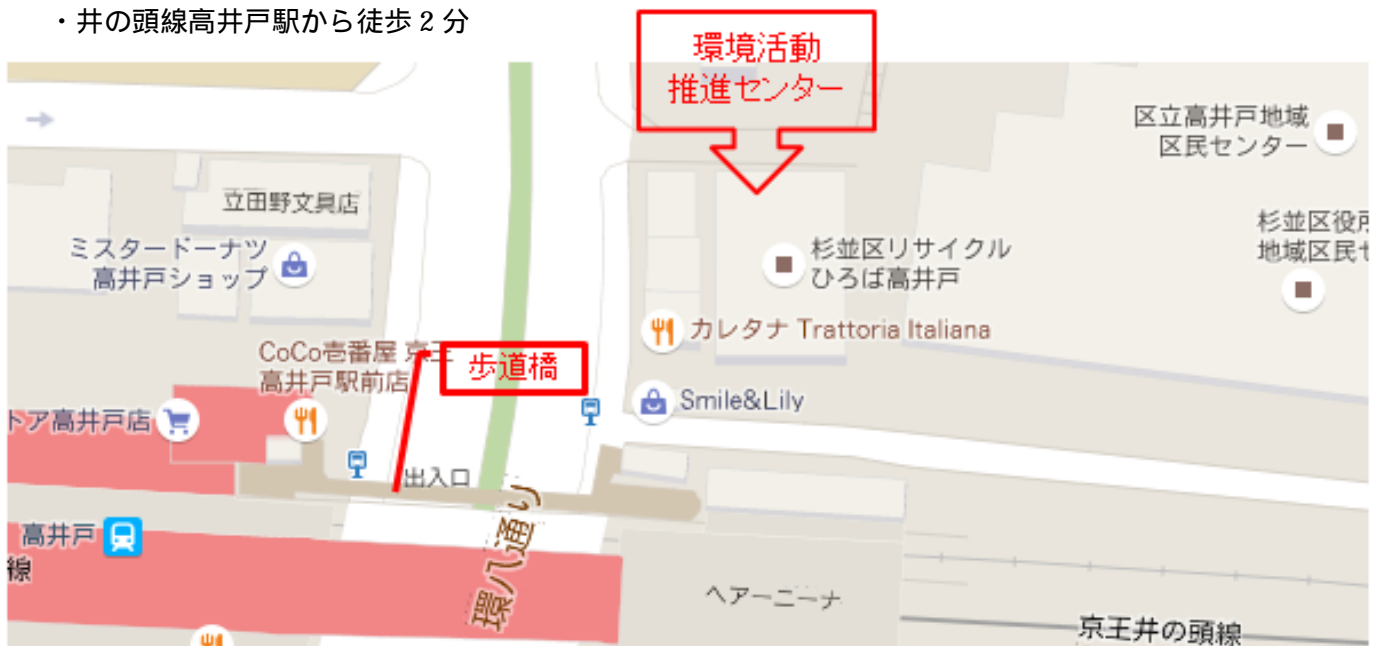 ・井の頭線高井戸駅から徒歩２分
環境活動
推進センター
区立高井戸地域
区民センター
立田野文具店
杉並区役所
地域区民セ
ミスタードーナツ
高井戸ショップ
杉並区リサイクル
ひろば高井戸
カレタナ Trattoria Italiana
CoCo壱番屋 京王
高井戸駅前店
歩道橋
Smile&Lily
トア高井戸店
出入口
環八通り
高井戸
線
ヘアーニーナ
京王井の頭線